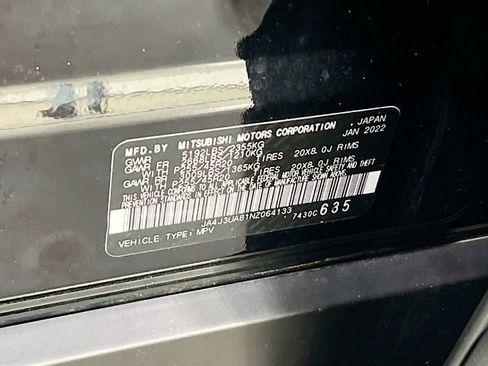 MFD.BY MITSUBISHI MOTORS CORPORATION JAPAN
GVWR 5192LBS/2355KG JAN 2022
GAWR FR 2668LBS/1210KG
WITH P255/45R20 TIRES 20X8.0J RIMS
GAWR RR 3009LBS/1365KG
WITH P255/45R20 TIRES 20X8.0J RIMS
THIS VEHICLE CONFORMS TO ALL APPLICABLE FEDERAL MOTOR VEHICLE SAFETY AND THEFT
PREVENTION STANDARDS IN EFFECT ON THE DATE OF MANUFACTURE SHOWN ABOVE.
JA4J3UA81NZ064133 7430C 635
VEHICLE TYPE: MPV